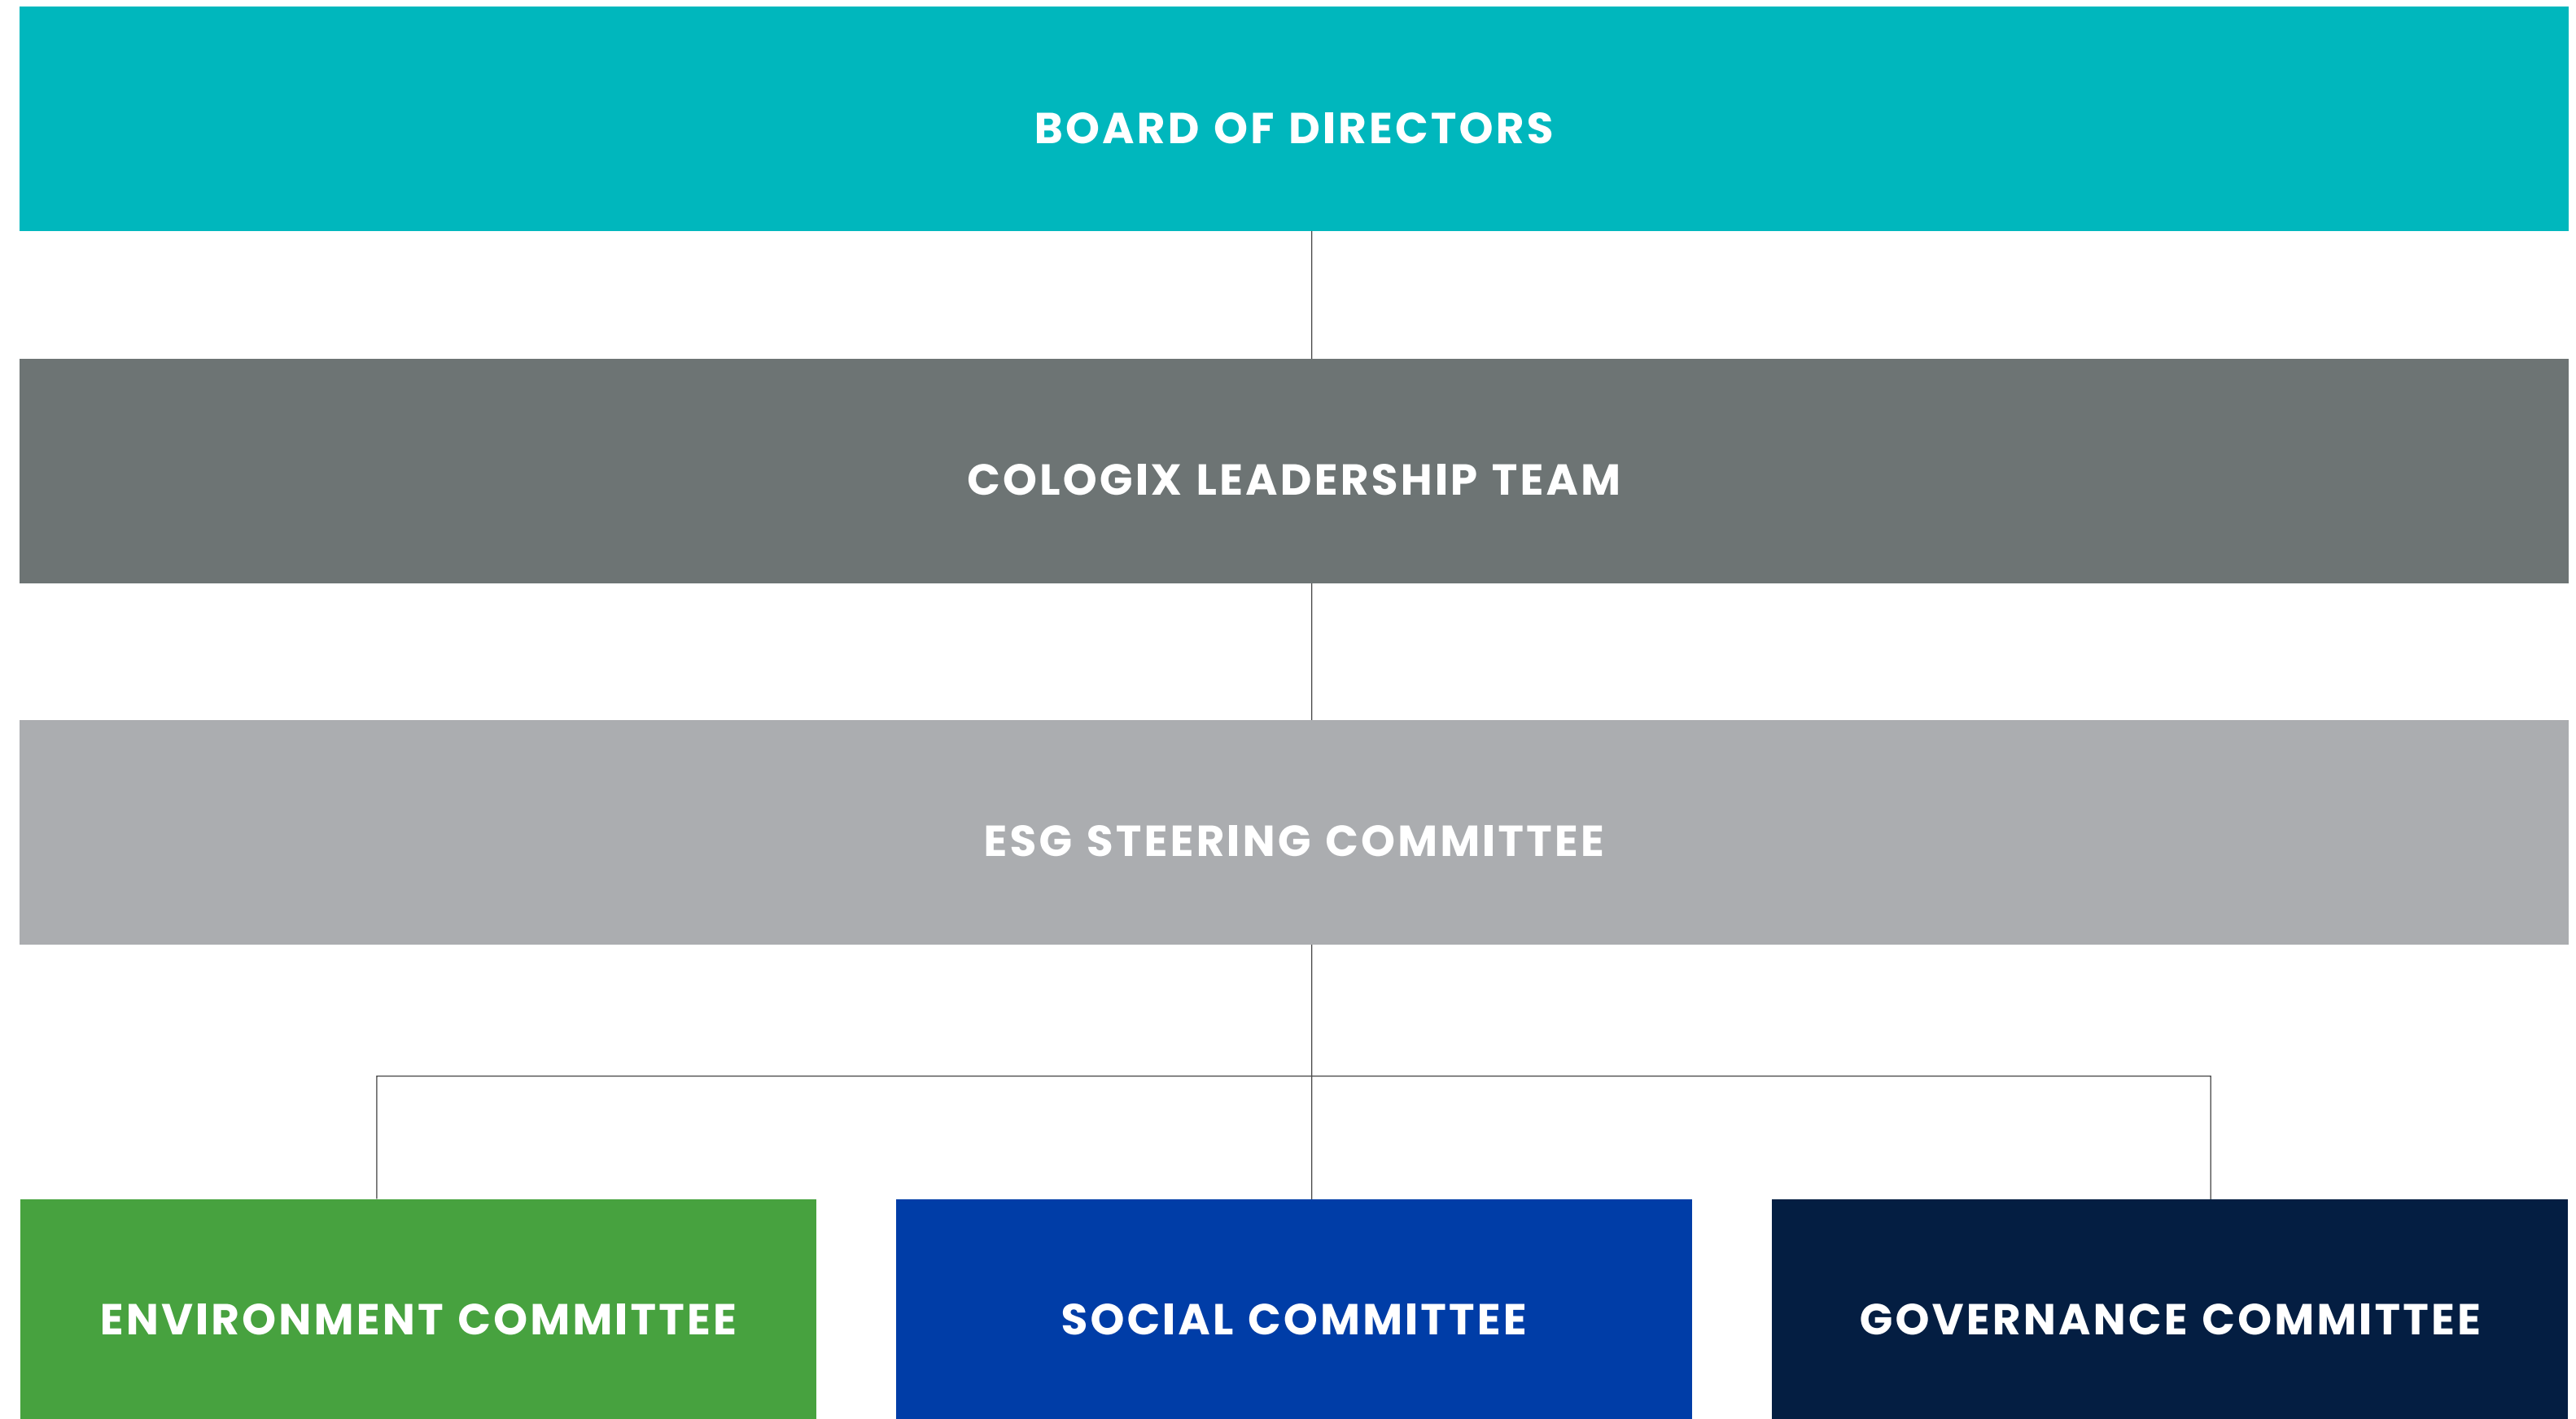 BOARD OF DIRECTORS
COLOGIX LEADERSHIP TEAM
ESG STEERING COMMITTEE
ENVIRONMENT COMMITTEE
SOCIAL COMMITTEE
GOVERNANCE COMMITTEE